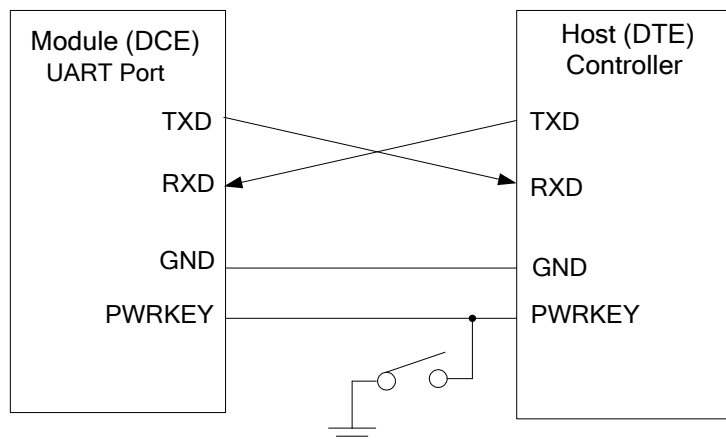 Module (DCE)
UART Port
TXD
RXD
GND
PWRKEY
Host (DTE)
Controller
TXD
RXD
GND
PWRKEY